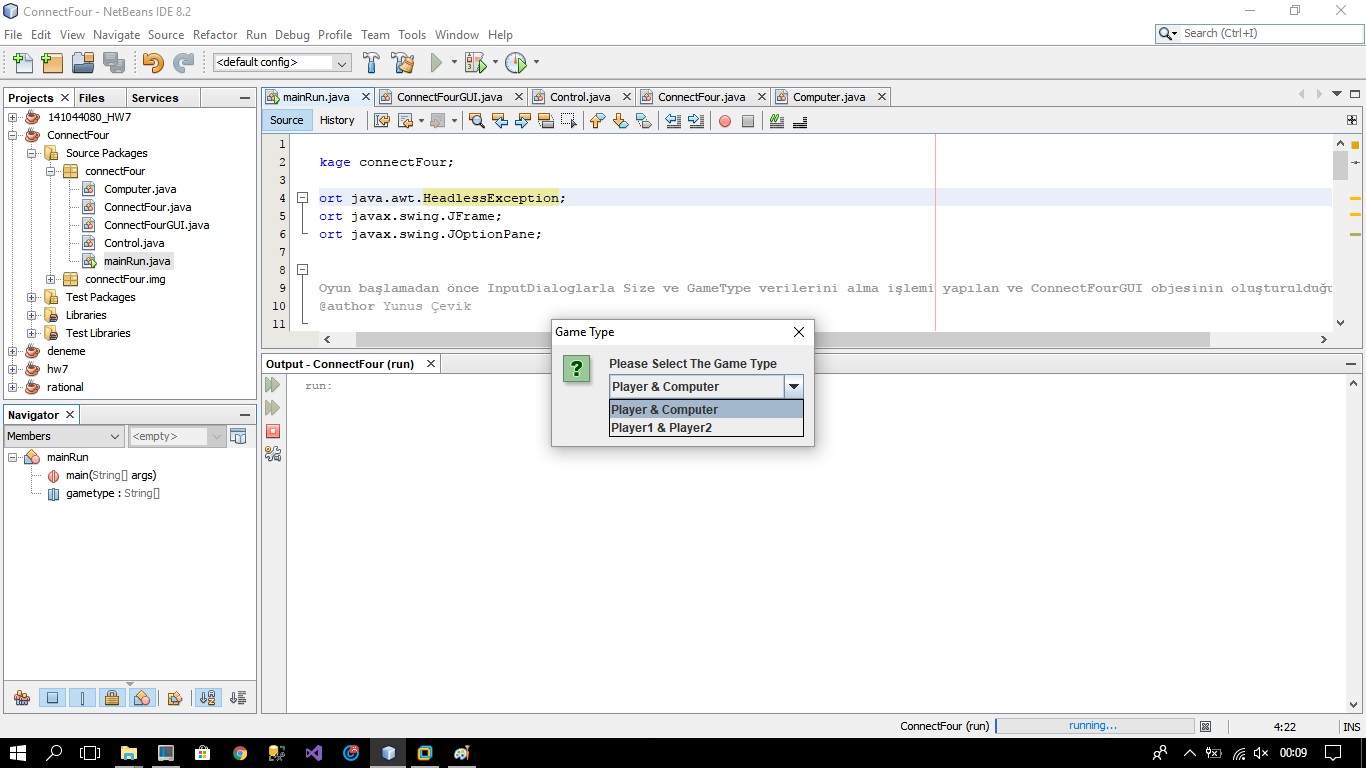 ConnectFour - NetBeans IDE 8.2
File Edit View Navigate Source Refactor Run Debug Profile Team Tools Window Help
Search (Ctrl+I)
<default config>
Projects Files Services
141044080_HW7
ConnectFour
Source Packages
connectFour
Computer.java
ConnectFour.java
ConnectFourGUI.java
Control.java
mainRun.java
connectFour.img
Test Packages
Libraries
Test Libraries
deneme
hw7
rational
Navigator
Members
<empty>
mainRun
main(String[] args)
gametype : String[]
mainRun.java ConnectFourGUI.java Control.java ConnectFour.java Computer.java
Source History
1
2 kage connectFour;
3
4 ort java.awt.HeadlessException;
5 ort javax.swing.JFrame;
6 ort javax.swing.JOptionPane;
7
8
9 Oyun başlamadan önce InputDialoglarla Size ve GameType verilerini alma işlemi yapılan ve ConnectFourGUI objesinin oluşturulduğu
10 @author Yunus Çevik
11
Output - ConnectFour (run)
run:
Game Type
Please Select The Game Type
Player & Computer
Player & Computer
Player1 & Player2
ConnectFour (run) running... 4:22 INS
00:09